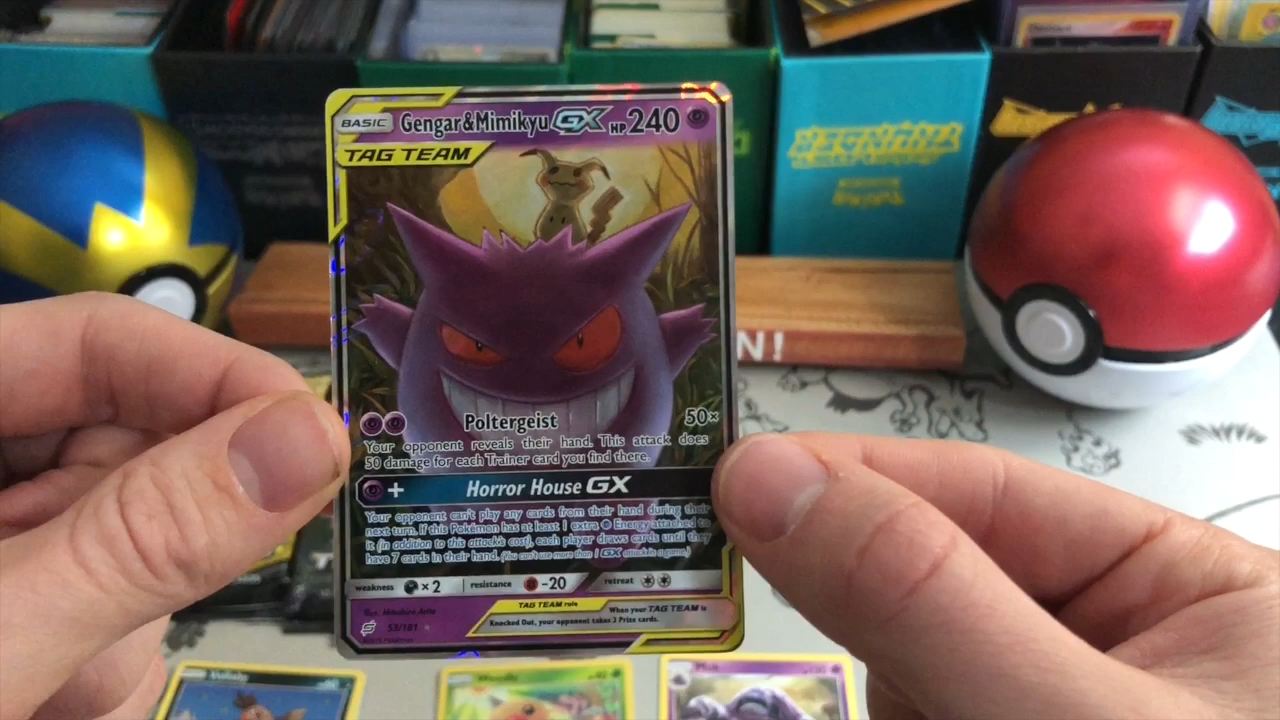 BASIC Gengar&Mimikyu GX HP 240
TAG TEAM
N!
Poltergeist 50×
Your opponent reveals their hand. This attack does
50 damage for each Trainer card you find there.
+ Horror House GX
Your opponent can't play any cards from their hand during their
next turn. If this Pokémon has at least 1 extra Energy attached to
it (in addition to this attack's cost), each player draws cards until they
have 7 cards in their hand. (You can't use more than 1 GX attack in a game.)
weakness ×2 resistance -20 retreat
TAG TEAM rule
When your TAG TEAM is
Knocked Out, your opponent takes 3 Prize cards.
Mitsuhiro Arita
53/181